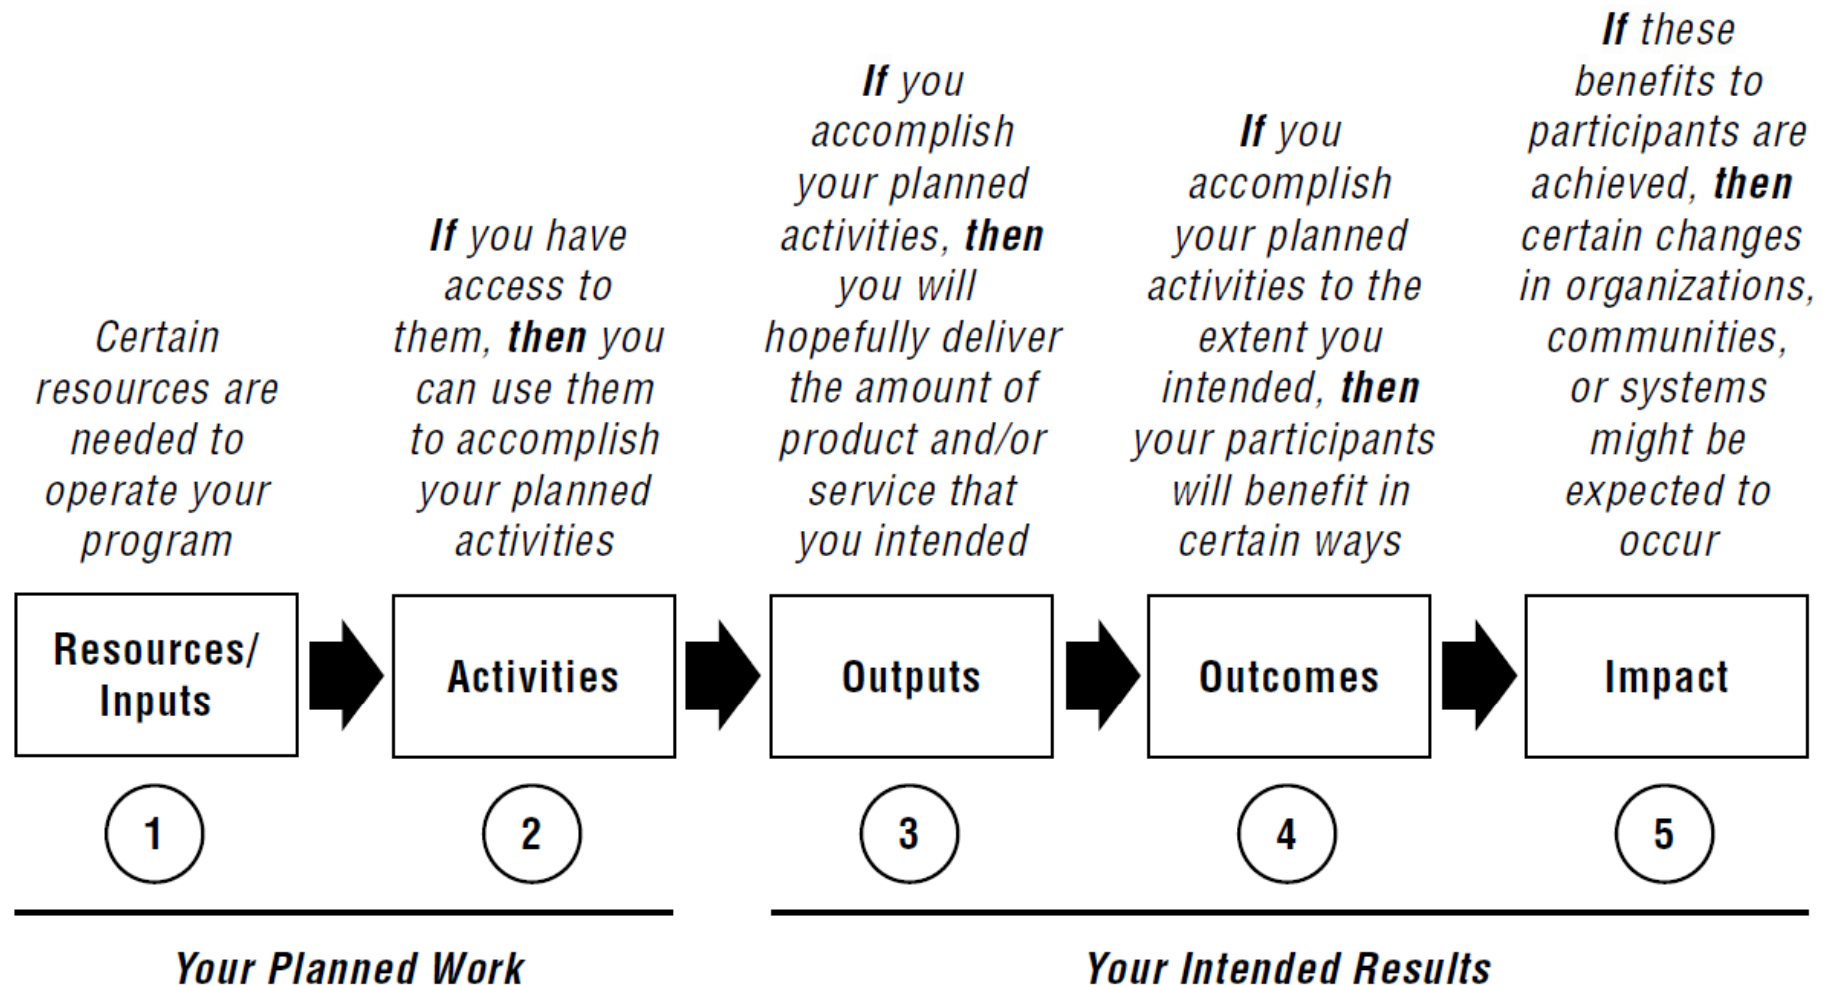 Certain
resources are
needed to
operate your
program
If you have
access to
them, then you
can use them
to accomplish
your planned
activities
If you
accomplish
your planned
activities, then
you will
hopefully deliver
the amount of
product and/or
service that
you intended
If you
accomplish
your planned
activities to the
extent you
intended, then
your participants
will benefit in
certain ways
If these
benefits to
participants are
achieved, then
certain changes
in organizations,
communities,
or systems
might be
expected to
occur
Resources/
Inputs
Activities
Outputs
Outcomes
Impact
1
2
3
4
5
Your Planned Work
Your Intended Results